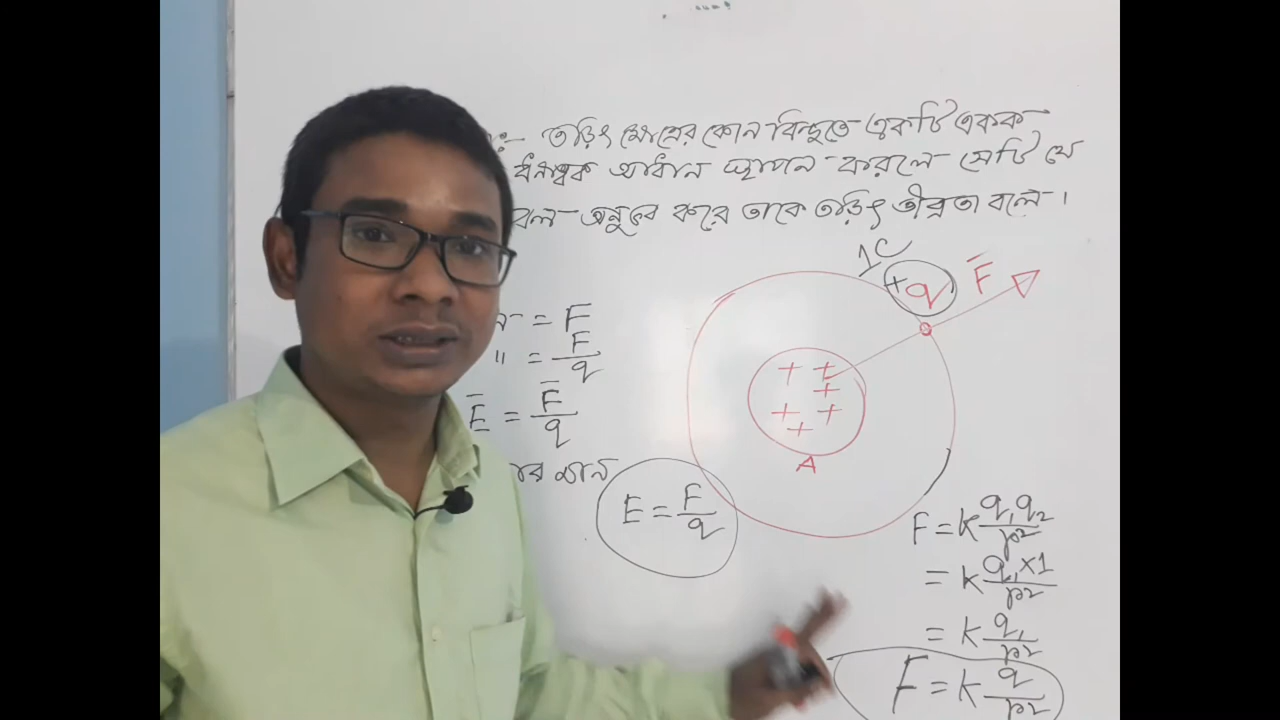 ঃ- তড়িৎ ক্ষেত্রের কোন বিন্দুতে একটি একক
ধনাত্বক আধান স্থাপন করলে সেটি যে
বল অনুভব করে তাকে তড়িৎ তীব্রতা বলে।
1C
+q
F̄
= F
" = F/q
Ē = F̄/q
মান
E = F/q
+ +
+
+ +
+
A
F = k q₁q₂/r²
= k q₁×1/r²
= k q₁/r²
F = k q/r²